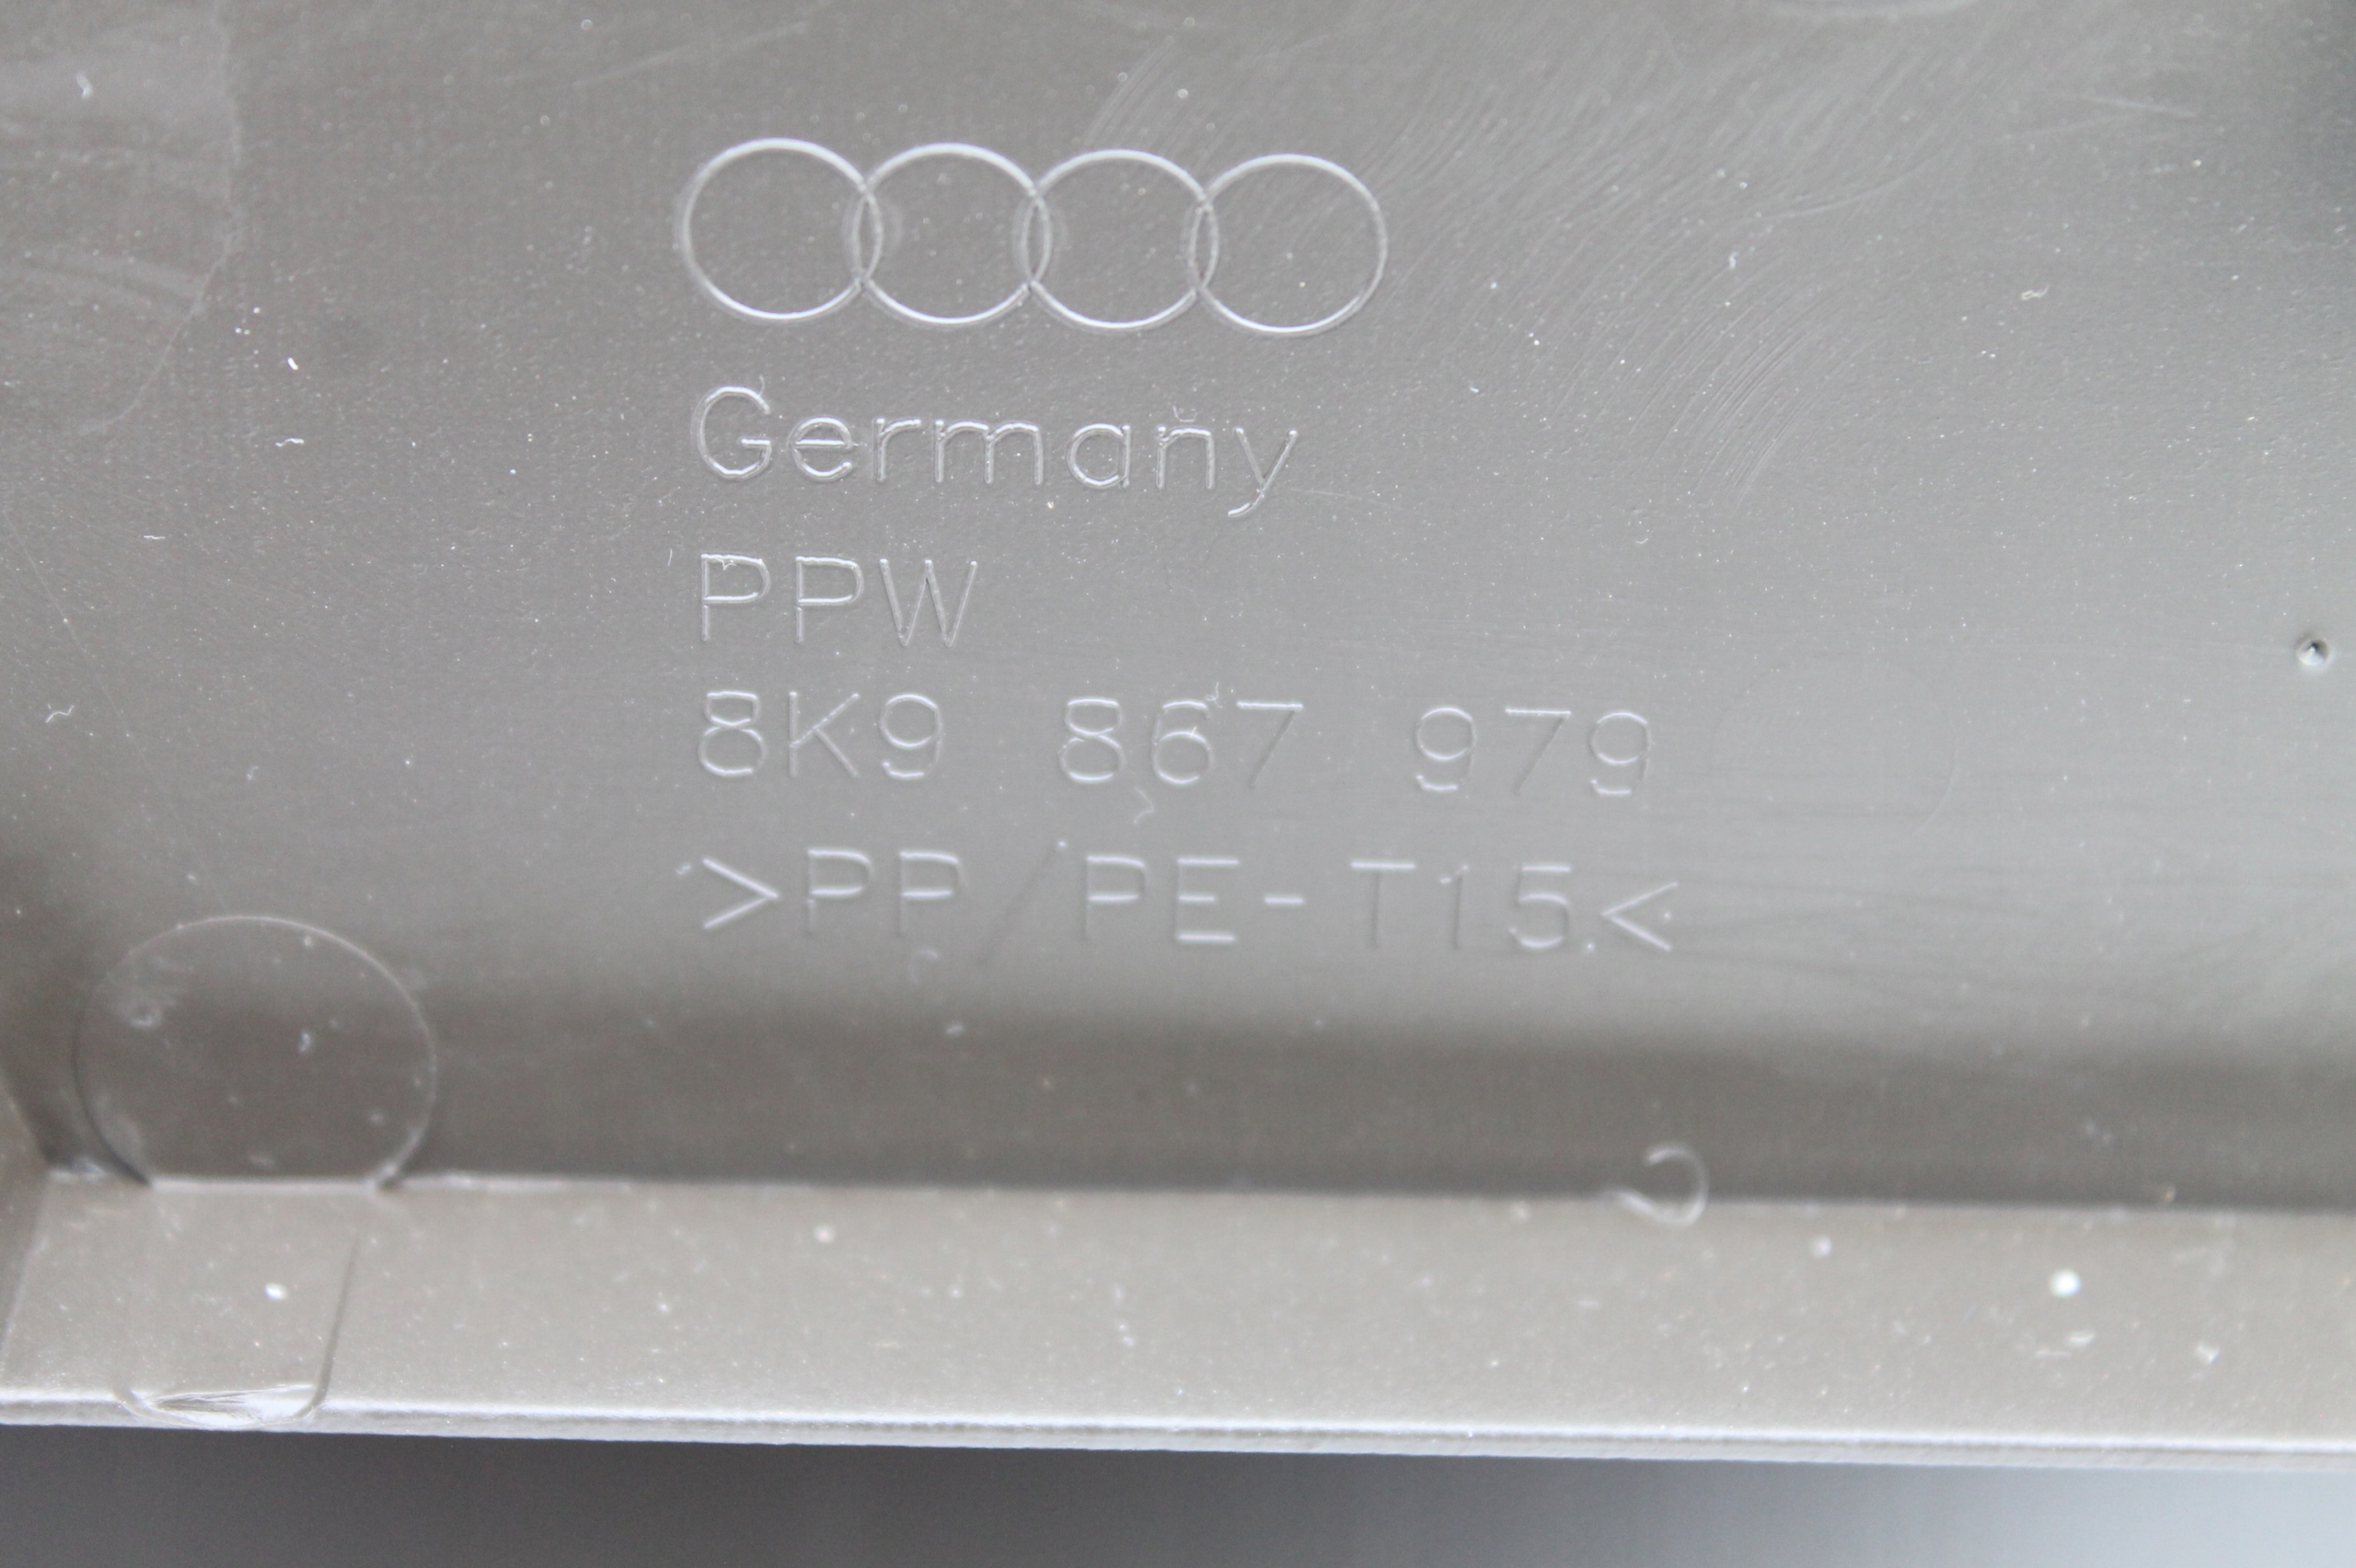 Germany
PPW
8K9 867 979
>PP/PE-T15<